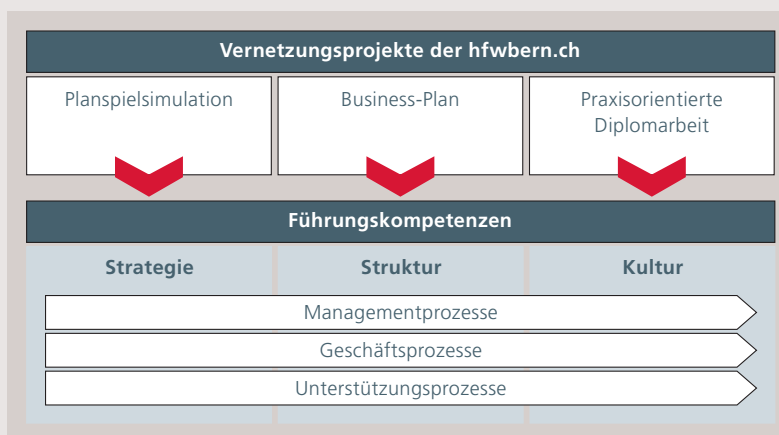 Vernetzungsprojekte der hfwbern.ch
Planspielsimulation
Business-Plan
Praxisorientierte
Diplomarbeit
Führungskompetenzen
Strategie
Struktur
Kultur
Managementprozesse
Geschäftsprozesse
Unterstützungsprozesse